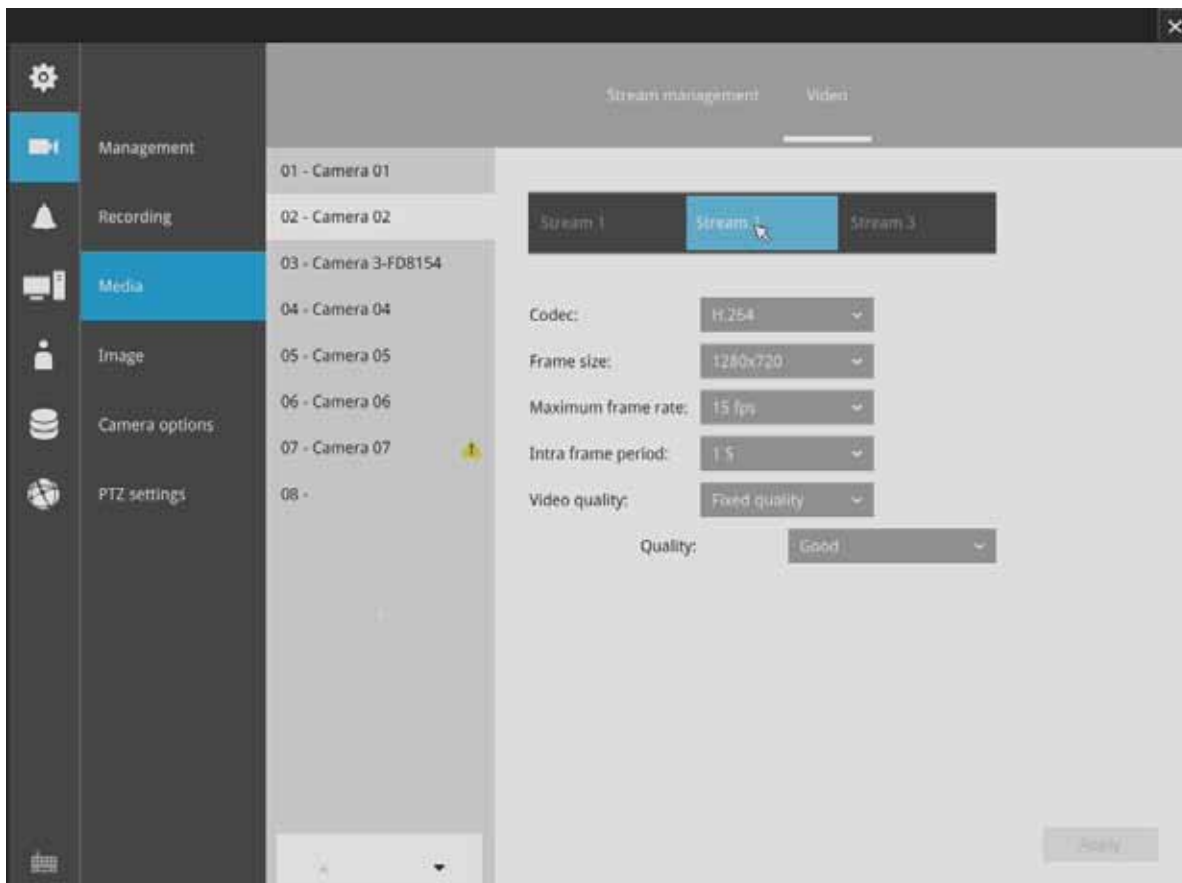 Stream management Video
Management
Recording
Media
Image
Camera options
PTZ settings
01 - Camera 01
02 - Camera 02
03 - Camera 3-FD8154
04 - Camera 04
05 - Camera 05
06 - Camera 06
07 - Camera 07
08 -
Stream 1 Stream Stream 3
Codec: H.264
Frame size: 1280x720
Maximum frame rate: 15 fps
Intra frame period: 1 S
Video quality: Fixed quality
Quality: Good
Apply